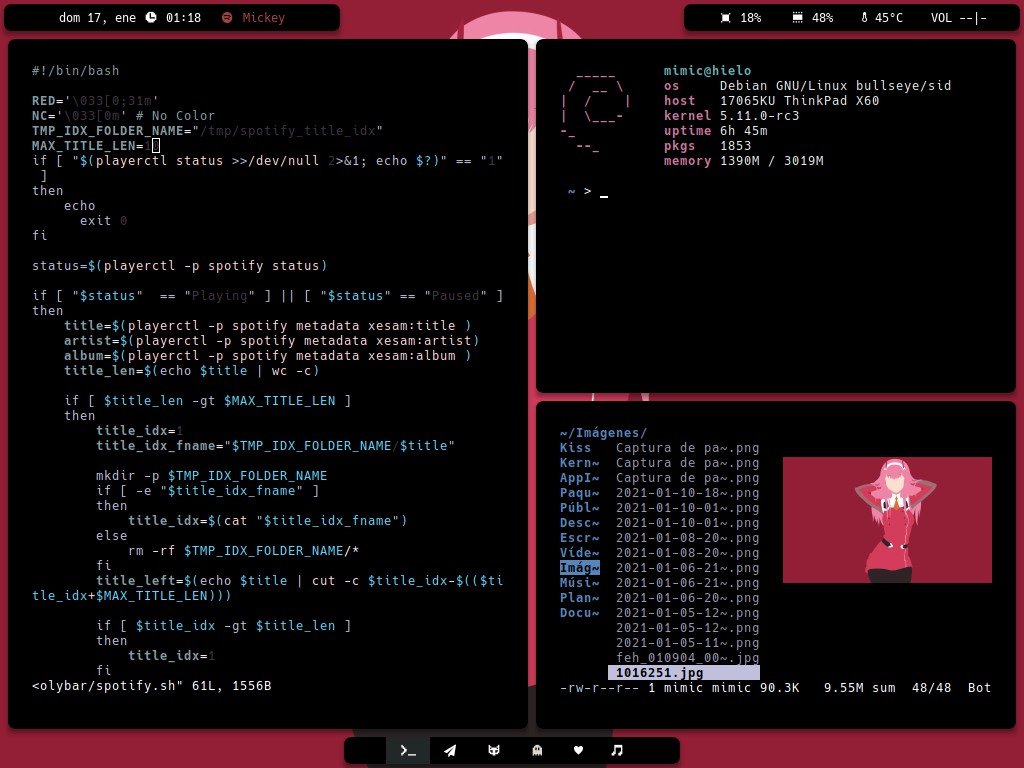 dom 17, ene 01:18 Mickey
18% 48% 45°C VOL --|-
#!/bin/bash
RED='\033[0;31m'
NC='\033[0m' # No Color
TMP_IDX_FOLDER_NAME="/tmp/spotify_title_idx"
MAX_TITLE_LEN=1
if [ "$(playerctl status >>/dev/null 2>&1; echo $?)" == "1"
 ]
then
    echo
      exit 0
fi
status=$(playerctl -p spotify status)
if [ "$status"  == "Playing" ] || [ "$status" == "Paused" ]
then
    title=$(playerctl -p spotify metadata xesam:title )
    artist=$(playerctl -p spotify metadata xesam:artist)
    album=$(playerctl -p spotify metadata xesam:album )
    title_len=$(echo $title | wc -c)
    if [ $title_len -gt $MAX_TITLE_LEN ]
    then
        title_idx=1
        title_idx_fname="$TMP_IDX_FOLDER_NAME/$title"
        mkdir -p $TMP_IDX_FOLDER_NAME
        if [ -e "$title_idx_fname" ]
        then
            title_idx=$(cat "$title_idx_fname")
        else
            rm -rf $TMP_IDX_FOLDER_NAME/*
        fi
        title_left=$(echo $title | cut -c $title_idx-$(($ti
tle_idx+$MAX_TITLE_LEN)))
        if [ $title_idx -gt $title_len ]
        then
            title_idx=1
        fi
<olybar/spotify.sh" 61L, 1556B
  _____
 /  __ \
|  /    |
|  \___-
-_
  --_
mimic@hielo
os     Debian GNU/Linux bullseye/sid
host   17065KU ThinkPad X60
kernel 5.11.0-rc3
uptime 6h 45m
pkgs   1853
memory 1390M / 3019M
~ > _
~/Imágenes/
Kiss   Captura de pa~.png
Kern~  Captura de pa~.png
AppI~  Captura de pa~.png
Paqu~  2021-01-10-18~.png
Públ~  2021-01-10-01~.png
Desc~  2021-01-10-01~.png
Escr~  2021-01-08-20~.png
Víde~  2021-01-08-20~.png
Imág~  2021-01-06-21~.png
Músi~  2021-01-06-21~.png
Plan~  2021-01-06-20~.png
Docu~  2021-01-05-12~.png
2021-01-05-12~.png
2021-01-05-11~.png
feh_010904_00~.jpg
1016251.jpg
-rw-r--r-- 1 mimic mimic 90.3K   9.55M sum  48/48  Bot